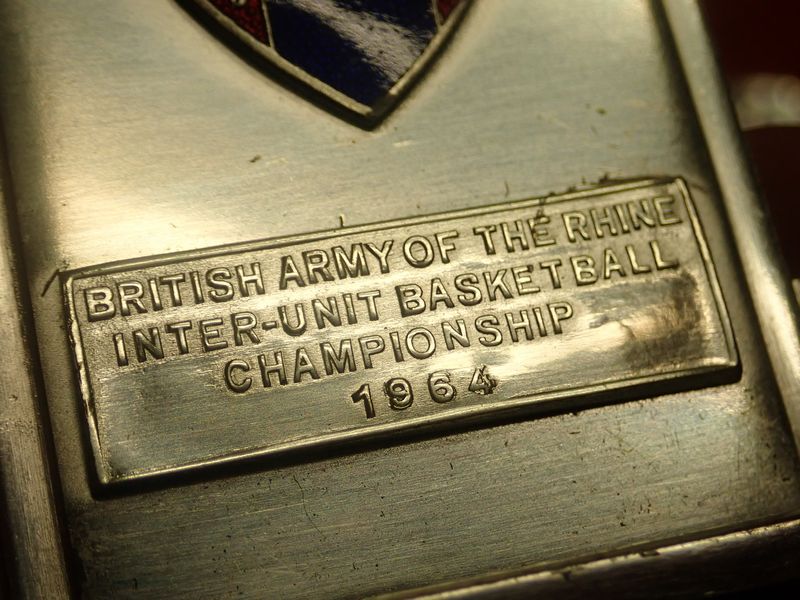 BRITISH ARMY OF THE RHINE
INTER-UNIT BASKETBALL
CHAMPIONSHIP
1964